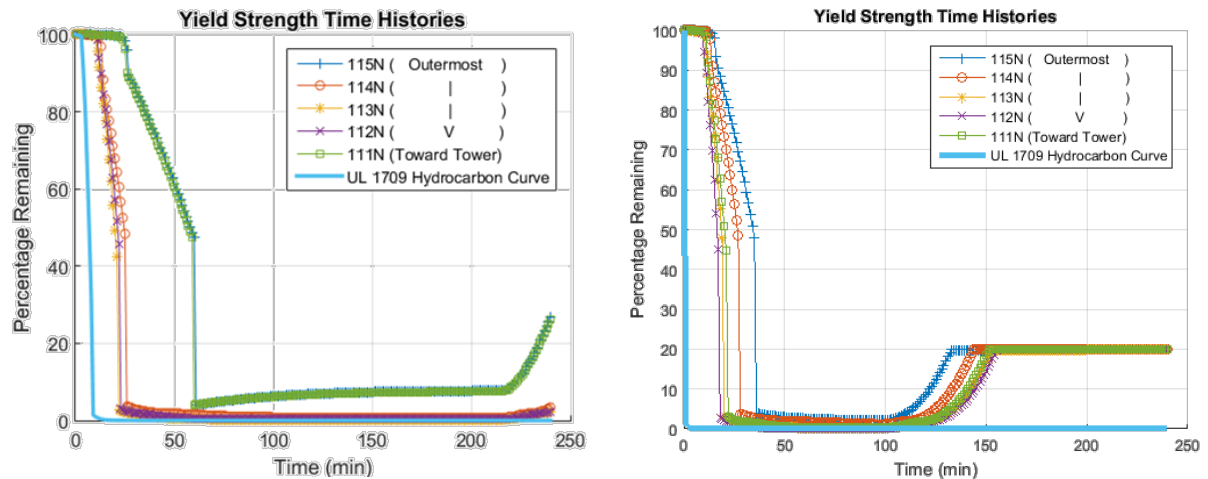 Yield Strength Time Histories
Percentage Remaining
100
80
60
40
20
0
115N ( Outermost )
114N ( | )
113N ( | )
112N ( V )
111N (Toward Tower)
UL 1709 Hydrocarbon Curve
0 50 100 150 200 250
Time (min)
Yield Strength Time Histories
Percentage Remaining
100
90
80
70
60
50
40
30
20
10
0
115N ( Outermost )
114N ( | )
113N ( | )
112N ( V )
111N (Toward Tower)
UL 1709 Hydrocarbon Curve
0 50 100 150 200 250
Time (min)